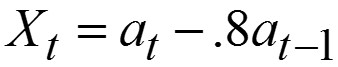 X_t = a_t − .8a_{t−1}